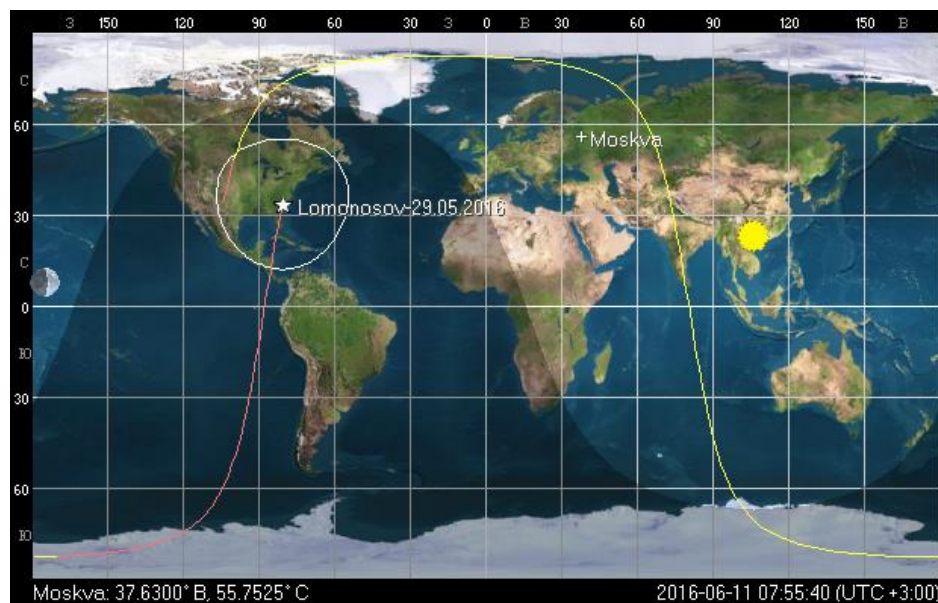 З 150 120 90 60 30 З 0 В 30 60 90 120 150 В
С
60
Moskva
Lomonosov-29.05.2016
30
С
0
Ю
30
60
Ю
Moskva: 37.6300° В, 55.7525° С 2016-06-11 07:55:40 (UTC +3:00)